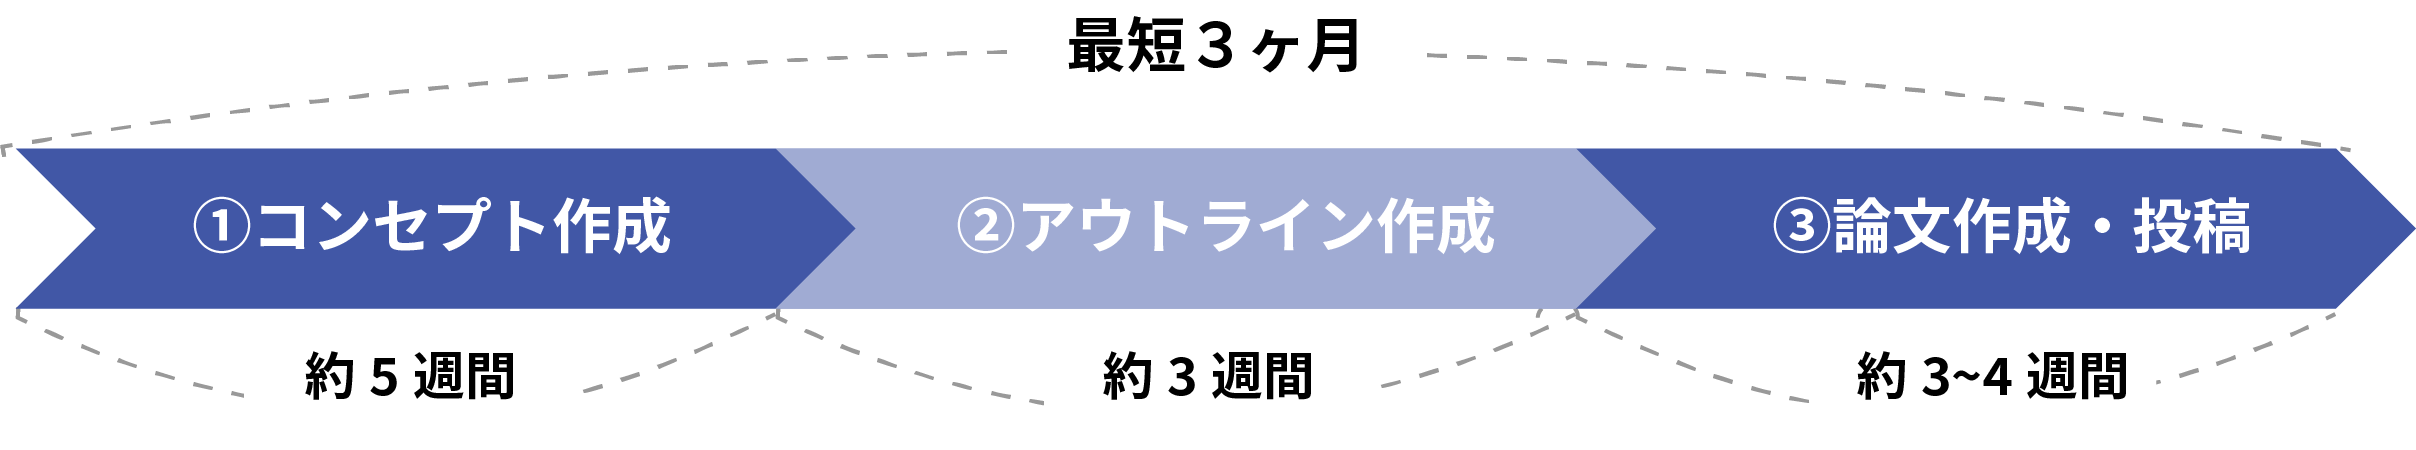 最短３ヶ月
①コンセプト作成
②アウトライン作成
③論文作成・投稿
約 5 週間
約 3 週間
約 3~4 週間